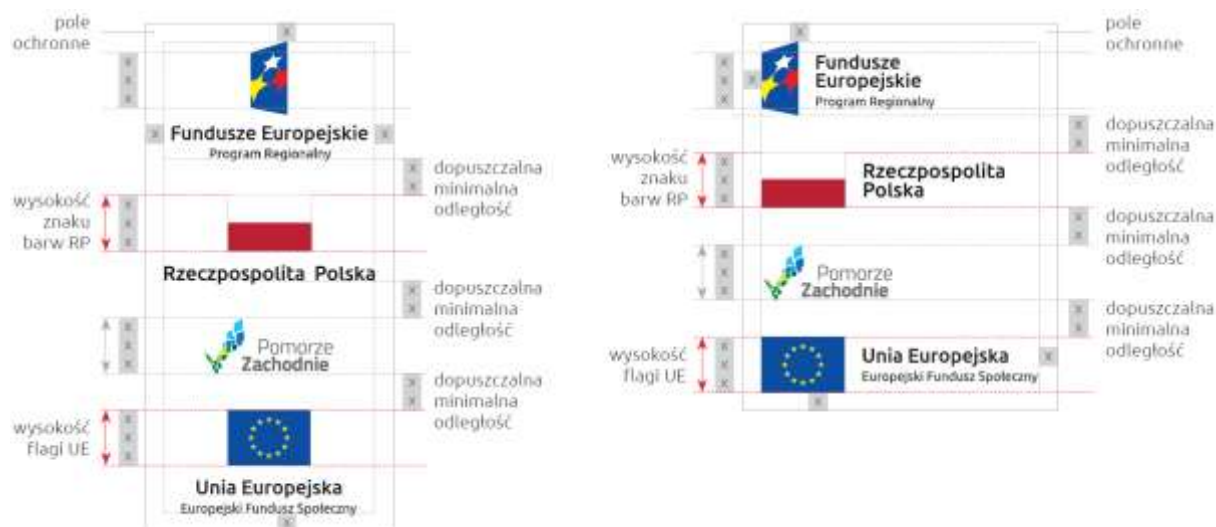 pole
ochronne
x
x
x
x
x
Fundusze Europejskie
x
Program Regionalny
x
x
dopuszczalna
minimalna
odległość
wysokość
znaku
barw RP
x
x
x
Rzeczpospolita Polska
x
x
dopuszczalna
minimalna
odległość
x
x
x
Pomorze
Zachodnie
x
x
dopuszczalna
minimalna
odległość
wysokość
flagi UE
x
x
x
Unia Europejska
Europejski Fundusz Społeczny
x
x
pole
ochronne
x
x
x
x
Fundusze
Europejskie
Program Regionalny
x
x
dopuszczalna
minimalna
odległość
wysokość
znaku
barw RP
x
x
x
Rzeczpospolita
Polska
x
x
dopuszczalna
minimalna
odległość
x
x
x
Pomorze
Zachodnie
x
x
dopuszczalna
minimalna
odległość
wysokość
flagi UE
x
x
x
Unia Europejska
Europejski Fundusz Społeczny
x
x